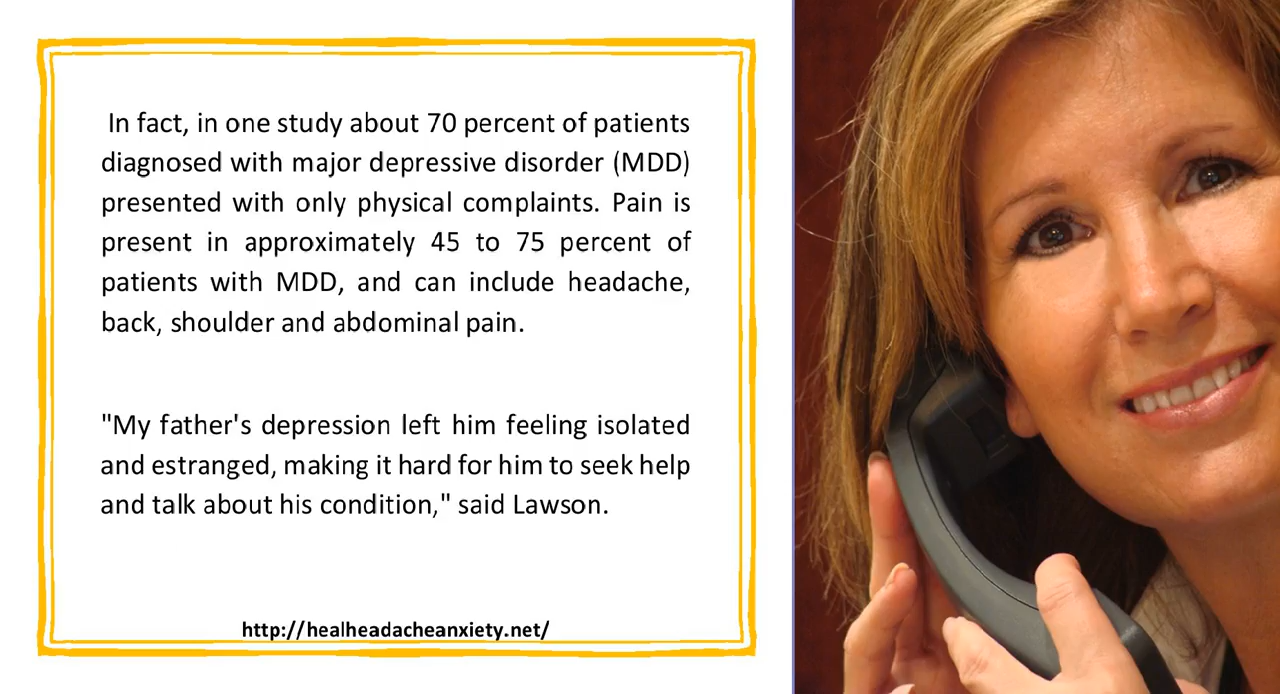 In fact, in one study about 70 percent of patients
diagnosed with major depressive disorder (MDD)
presented with only physical complaints. Pain is
present in approximately 45 to 75 percent of
patients with MDD, and can include headache,
back, shoulder and abdominal pain.
"My father's depression left him feeling isolated
and estranged, making it hard for him to seek help
and talk about his condition," said Lawson.
http://healheadacheanxiety.net/